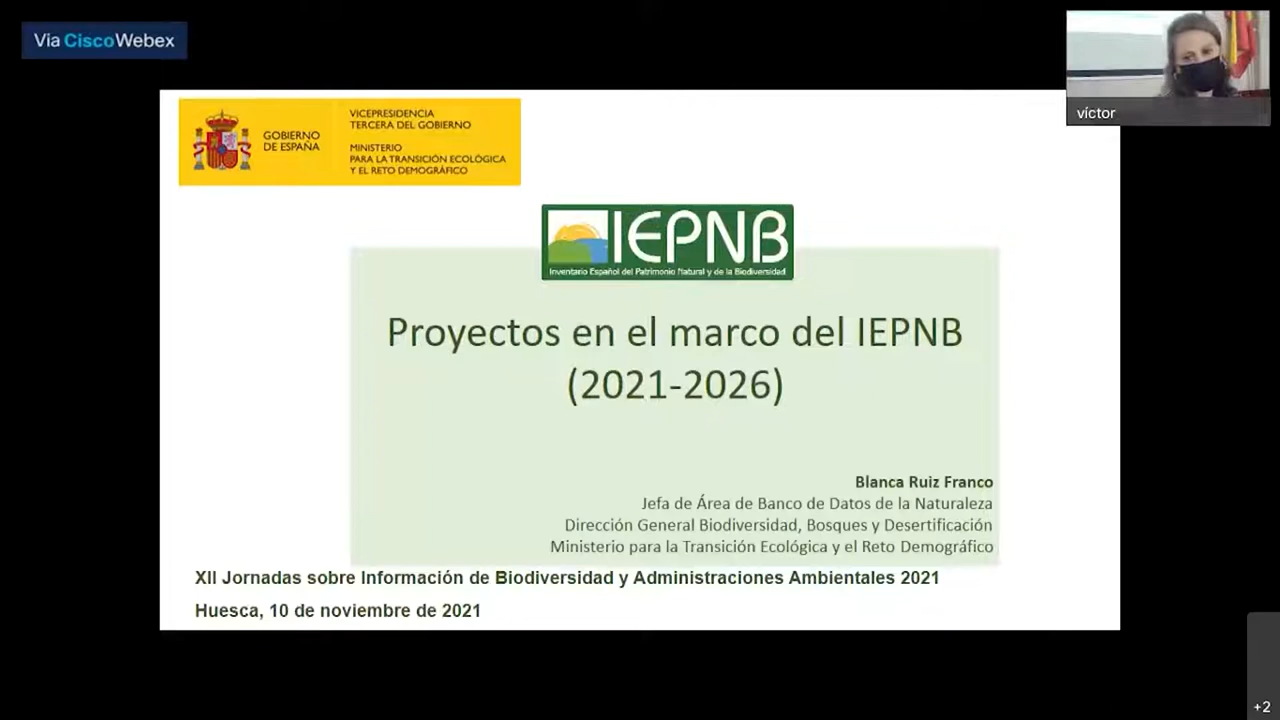 Vía CiscoWebex
víctor
GOBIERNO
DE ESPAÑA
VICEPRESIDENCIA
TERCERA DEL GOBIERNO
MINISTERIO
PARA LA TRANSICIÓN ECOLÓGICA
Y EL RETO DEMOGRÁFICO
IEPNB
Inventario Español del Patrimonio Natural y de la Biodiversidad
Proyectos en el marco del IEPNB
(2021-2026)
Blanca Ruiz Franco
Jefa de Área de Banco de Datos de la Naturaleza
Dirección General Biodiversidad, Bosques y Desertificación
Ministerio para la Transición Ecológica y el Reto Demográfico
XII Jornadas sobre Información de Biodiversidad y Administraciones Ambientales 2021
Huesca, 10 de noviembre de 2021
+2